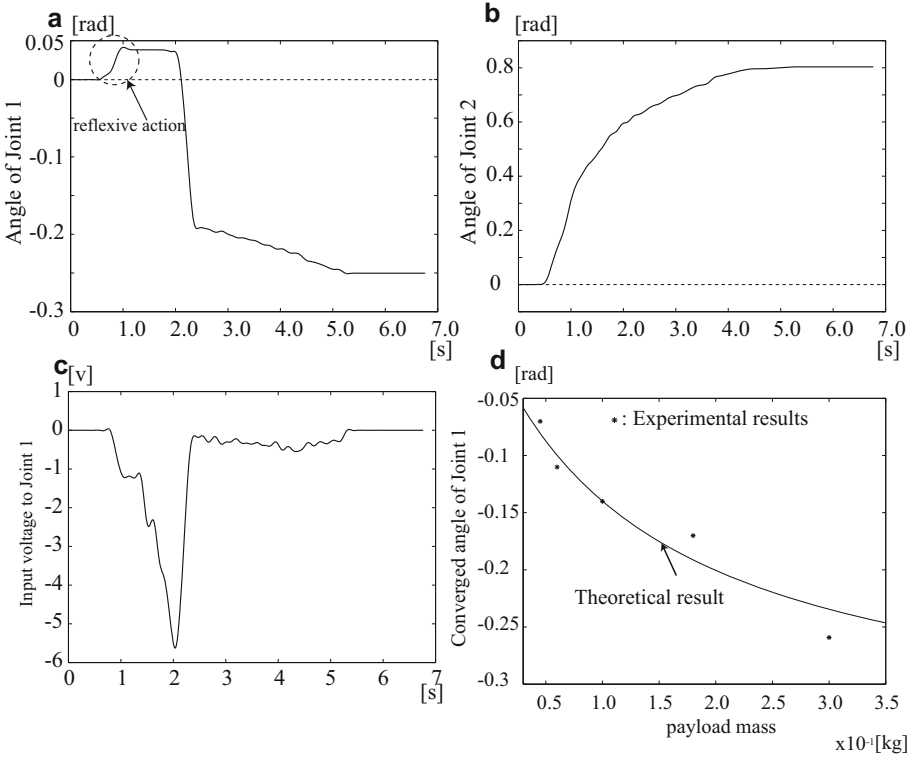 a
[rad]
0.05
0
-0.1
-0.2
-0.3
Angle of Joint 1
reflexive action
0 1.0 2.0 3.0 4.0 5.0 6.0 7.0
[s]
b
[rad]
0.8
0.6
0.4
0.2
0
Angle of Joint 2
0 1.0 2.0 3.0 4.0 5.0 6.0 7.0
[s]
c
[v]
1
0
-1
-2
-3
-4
-5
-6
Input voltage to Joint 1
0 1 2 3 4 5 6 7
[s]
d
[rad]
-0.05
-0.1
-0.15
-0.2
-0.25
-0.3
Converged angle of Joint 1
* : Experimental results
Theoretical result
0.5 1.0 1.5 2.0 2.5 3.0 3.5
payload mass
x10-1[kg]